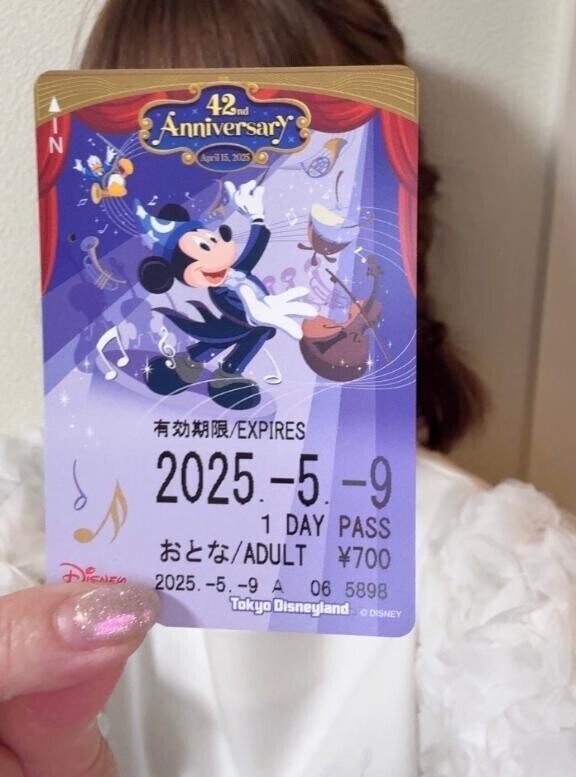 IN
42nd
Anniversary
April 15, 2025
有効期限/EXPIRES
2025.-5.-9
1 DAY PASS
おとな/ADULT ¥700
Disney
2025.-5.-9 A 06 5898
Tokyo Disneyland © DISNEY